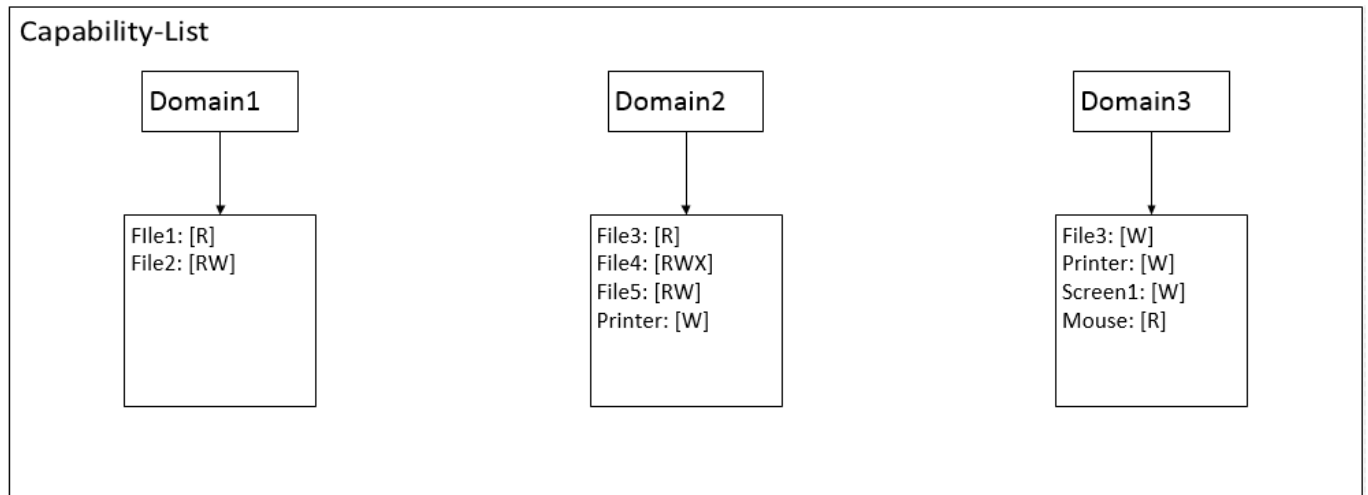 Capability-List
Domain1
FIle1: [R]
File2: [RW]
Domain2
File3: [R]
File4: [RWX]
File5: [RW]
Printer: [W]
Domain3
File3: [W]
Printer: [W]
Screen1: [W]
Mouse: [R]